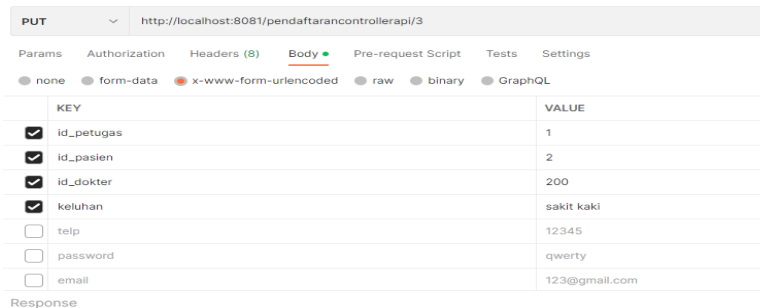 PUT http://localhost:8081/pendaftarancontrollerapi/3
Params Authorization Headers (8) Body Pre-request Script Tests Settings
none form-data x-www-form-urlencoded raw binary GraphQL
KEY VALUE
id_petugas 1
id_pasien 2
id_dokter 200
keluhan sakit kaki
telp 12345
password qwerty
email 123@gmail.com
Response